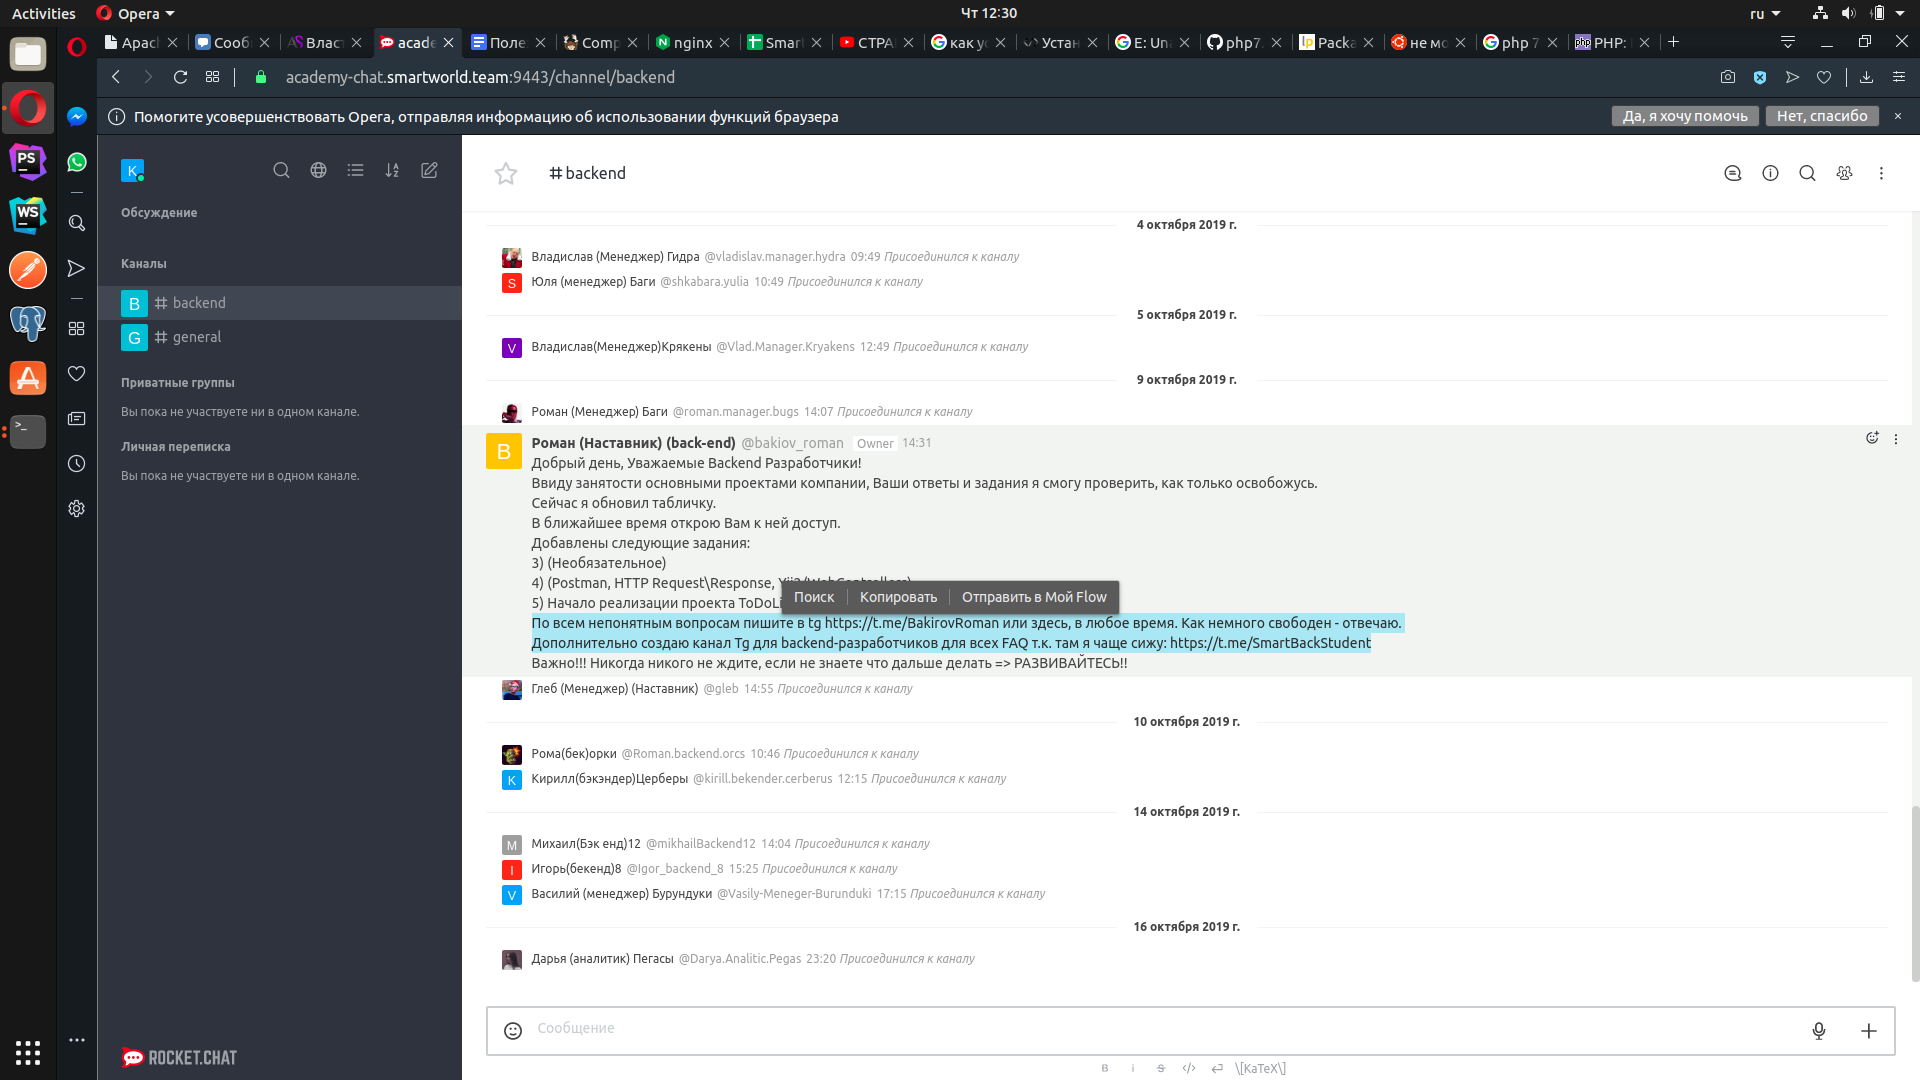 Activities Opera Чт 12:30 ru
Apac Сооб Власт acade Поле Comp nginx Smar СТРА как ус Устан E: Una php7. Packa не мо php 7 PHP:
academy-chat.smartworld.team:9443/channel/backend
Помогите усовершенствовать Opera, отправляя информацию об использовании функций браузера Да, я хочу помочь Нет, спасибо
K
# backend
Обсуждение
Каналы
B # backend
G # general
Приватные группы
Вы пока не участвуете ни в одном канале.
Личная переписка
Вы пока не участвуете ни в одном канале.
ROCKET.CHAT
4 октября 2019 г.
Владислав (Менеджер) Гидра @vladislav.manager.hydra 09:49 Присоединился к каналу
S Юля (менеджер) Баги @shkabara.yulia 10:49 Присоединился к каналу
5 октября 2019 г.
V Владислав(Менеджер)Крякены @Vlad.Manager.Kryakens 12:49 Присоединился к каналу
9 октября 2019 г.
Роман (Менеджер) Баги @roman.manager.bugs 14:07 Присоединился к каналу
B Роман (Наставник) (back-end) @bakiov_roman Owner 14:31
Добрый день, Уважаемые Backend Разработчики!
Ввиду занятости основными проектами компании, Ваши ответы и задания я смогу проверить, как только освобожусь.
Сейчас я обновил табличку.
В ближайшее время открою Вам к ней доступ.
Добавлены следующие задания:
3) (Необязательное)
4) (Postman, HTTP Request\Response,
5) Начало реализации проекта ToDoLi
Поиск Копировать Отправить в Мой Flow
По всем непонятным вопросам пишите в tg https://t.me/BakirovRoman или здесь, в любое время. Как немного свободен - отвечаю.
Дополнительно создаю канал Tg для backend-разработчиков для всех FAQ т.к. там я чаще сижу: https://t.me/SmartBackStudent
Важно!!! Никогда никого не ждите, если не знаете что дальше делать => РАЗВИВАЙТЕСЬ!!
Глеб (Менеджер) (Наставник) @gleb 14:55 Присоединился к каналу
10 октября 2019 г.
Рома(бек)орки @Roman.backend.orcs 10:46 Присоединился к каналу
K Кирилл(бэкэндер)Церберы @kirill.bekender.cerberus 12:15 Присоединился к каналу
14 октября 2019 г.
M Михаил(Бэк енд)12 @mikhailBackend12 14:04 Присоединился к каналу
I Игорь(бекенд)8 @Igor_backend_8 15:25 Присоединился к каналу
V Василий (менеджер) Бурундуки @Vasily-Meneger-Burunduki 17:15 Присоединился к каналу
16 октября 2019 г.
Дарья (аналитик) Пегасы @Darya.Analitic.Pegas 23:20 Присоединился к каналу
Сообщение
B i S </> \[KaTeX\]